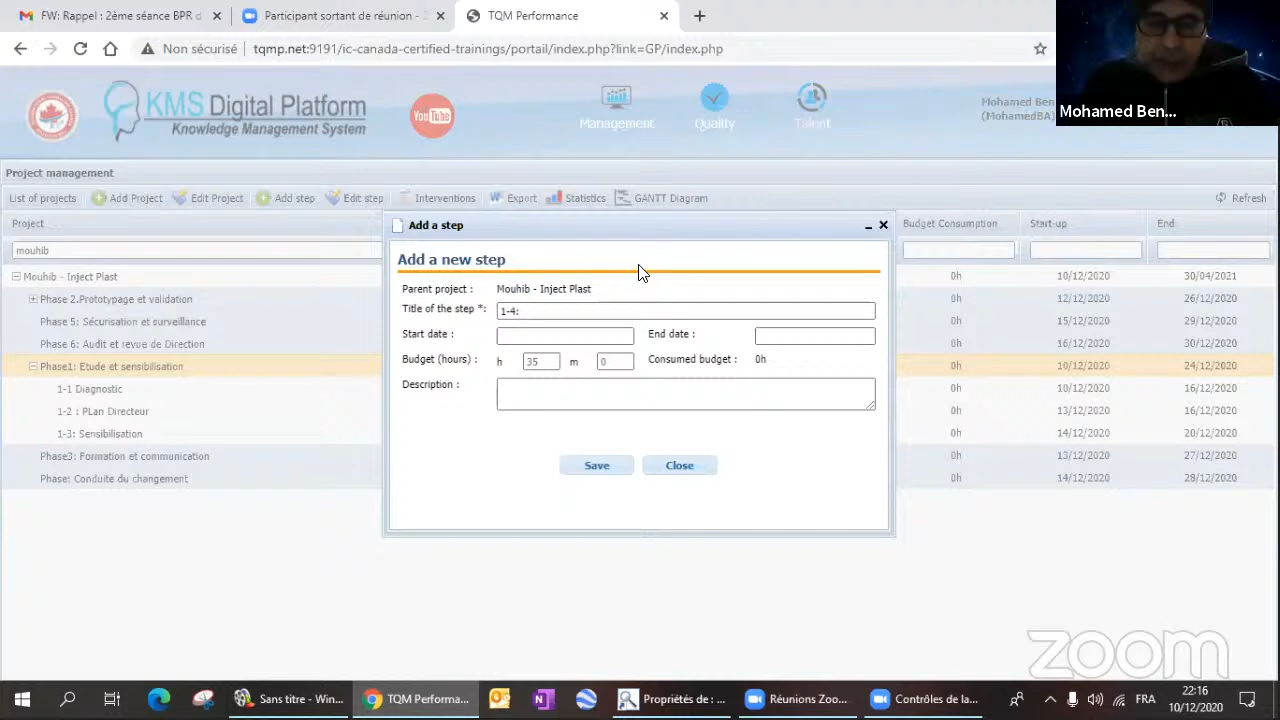 FW: Rappel : 2ème séance BPR d
Participant sortant de réunion - Z
TQM Performance
Non sécurisé
tqmp.net:9191/ic-canada-certified-trainings/portail/index.php?link=GP/index.php
KMS Digital Platform
Knowledge Management System
You Tube
Management
Quality
Talent
Mohamed Ben
(MohamedBA)
Mohamed Ben...
Project management
List of projects
Add Project
Edit Project
Add step
Edit step
Interventions
Export
Statistics
GANTT Diagram
Refresh
Project
Budget Consumption
Start-up
End
mouhib
Mouhib - Inject Plast 0h 10/12/2020 30/04/2021
Phase 2.Prototypage et validation 0h 12/12/2020 26/12/2020
Phase 5: Sécurisation et surveillance 0h 15/12/2020 29/12/2020
Phase 6: Audit et revue de Direction 0h 16/12/2020 30/12/2020
Phase1: Etude et sensibilisation 0h 10/12/2020 24/12/2020
1-1 Diagnostic 0h 10/12/2020 16/12/2020
1-2 : PLan Directeur 0h 13/12/2020 16/12/2020
1-3: Sensibilisation 0h 14/12/2020 20/12/2020
Phase3: Formation et communication 0h 13/12/2020 27/12/2020
Phase: Conduite du changement 0h 14/12/2020 28/12/2020
Add a step
Add a new step
Parent project : Mouhib - Inject Plast
Title of the step *: 1-4:
Start date : End date :
Budget (hours) : h 35 m 0 Consumed budget : 0h
Description :
Save
Close
zoom
Sans titre - Win...
TQM Performa...
Propriétés de : ...
Réunions Zoo...
Contrôles de la...
FRA
22:16
10/12/2020